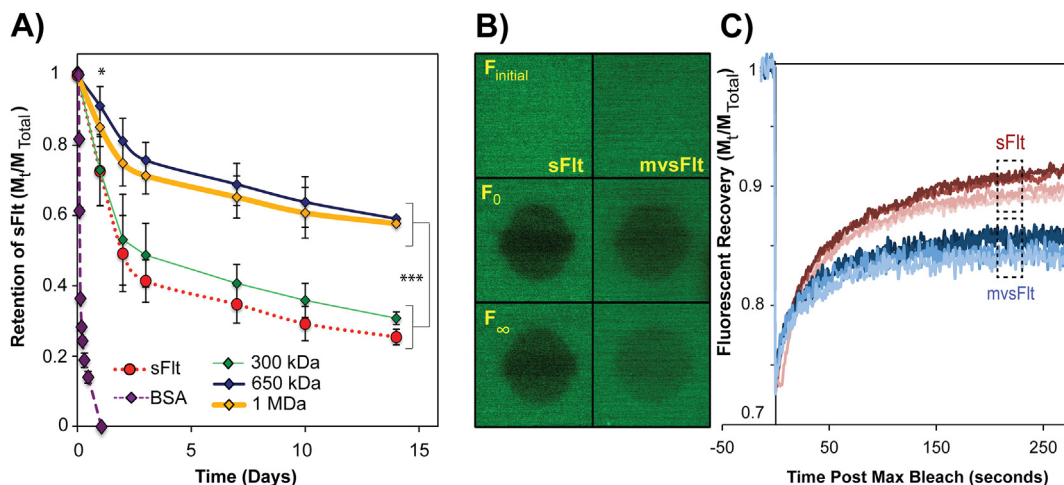 A)
Retention of sFlt (Mt/MTotal)
1
0.8
0.6
0.4
0.2
0
*
***
sFlt
BSA
300 kDa
650 kDa
1 MDa
0
5
10
15
Time (Days)
B)
Finitial
sFlt
mvsFlt
F0
F∞
C)
Fluorescent Recovery (Mt/MTotal)
1
0.9
0.8
0.7
sFlt
mvsFlt
-50
50
150
250
Time Post Max Bleach (seconds)